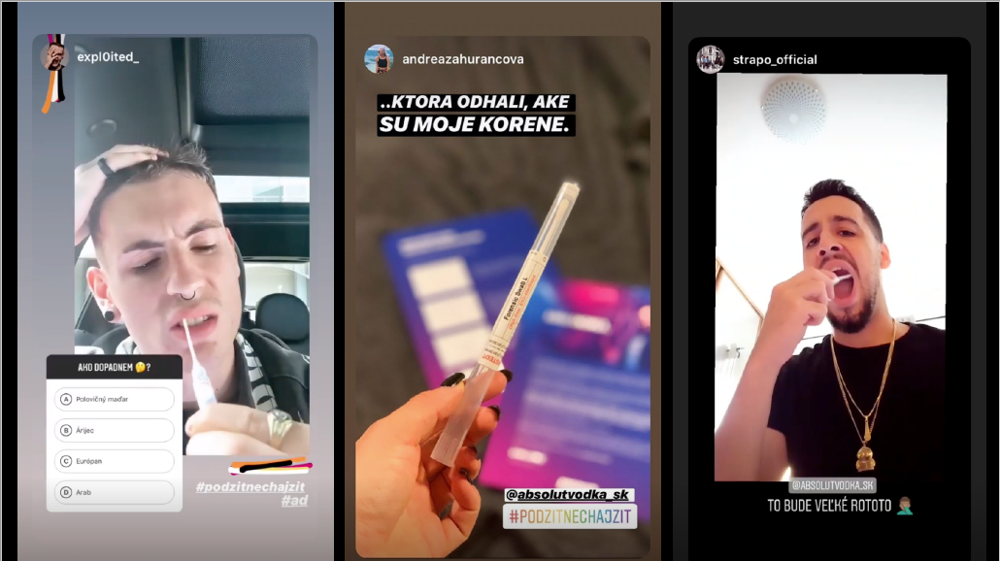 expl0ited_
AKO DOPADNEM 🤔?
A Polovičný maďar
B Árijec
C Európan
D Arab
#podzitnechajzit
#ad
andreazahurancova
..KTORA ODHALI, AKE
SU MOJE KORENE.
Forensic Swab L
@absolutvodka_sk
#PODZITNECHAJZIT
strapo_official
@ABSOLUTVODKA_SK
TO BUDE VEĽKÉ ROTOTO 🤦🏽‍♂️